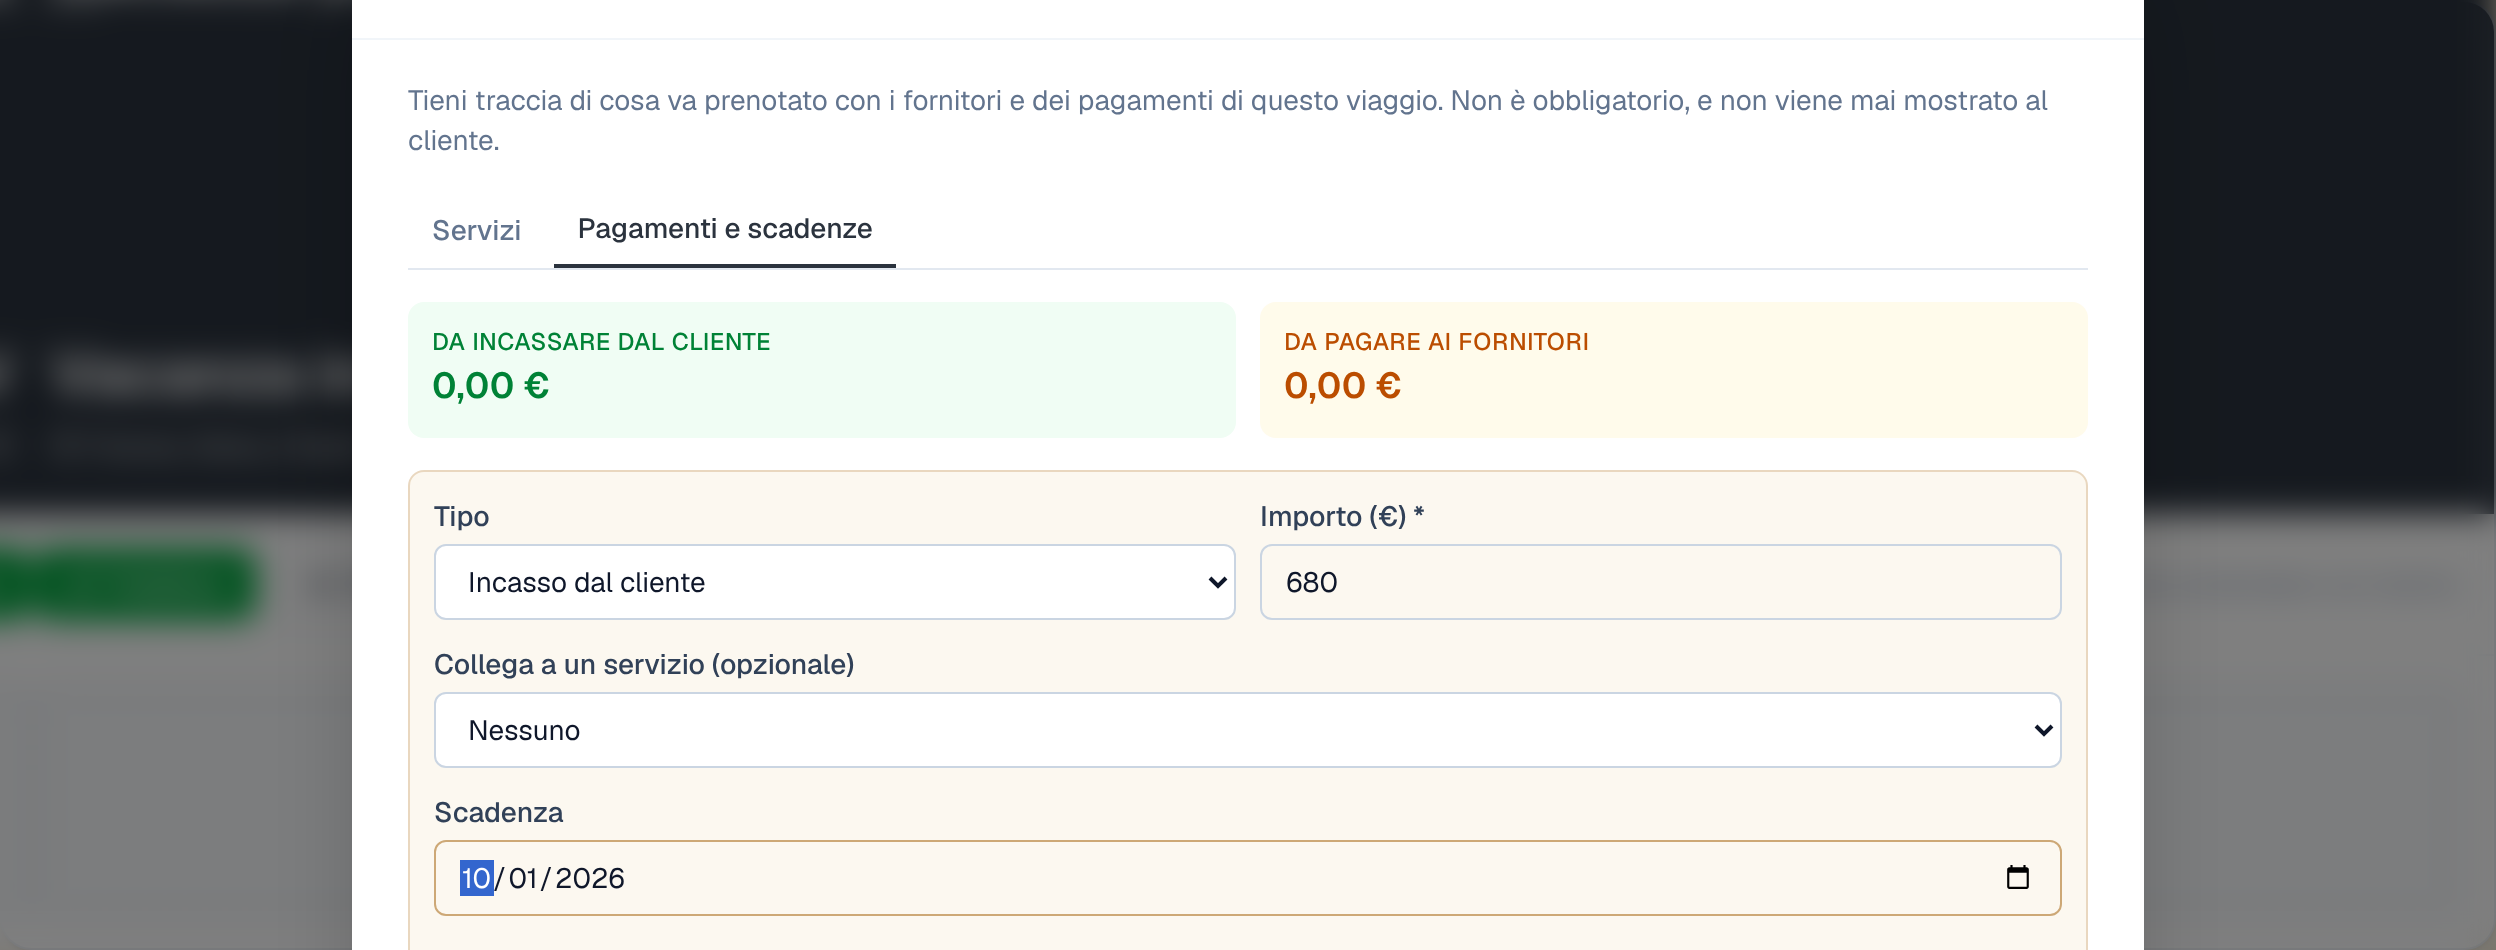 Tieni traccia di cosa va prenotato con i fornitori e dei pagamenti di questo viaggio. Non è obbligatorio, e non viene mai mostrato al
cliente.
Servizi
Pagamenti e scadenze
DA INCASSARE DAL CLIENTE
0,00 €
DA PAGARE AI FORNITORI
0,00 €
Tipo
Importo (€) *
Incasso dal cliente
680
Collega a un servizio (opzionale)
Nessuno
Scadenza
10/01/2026